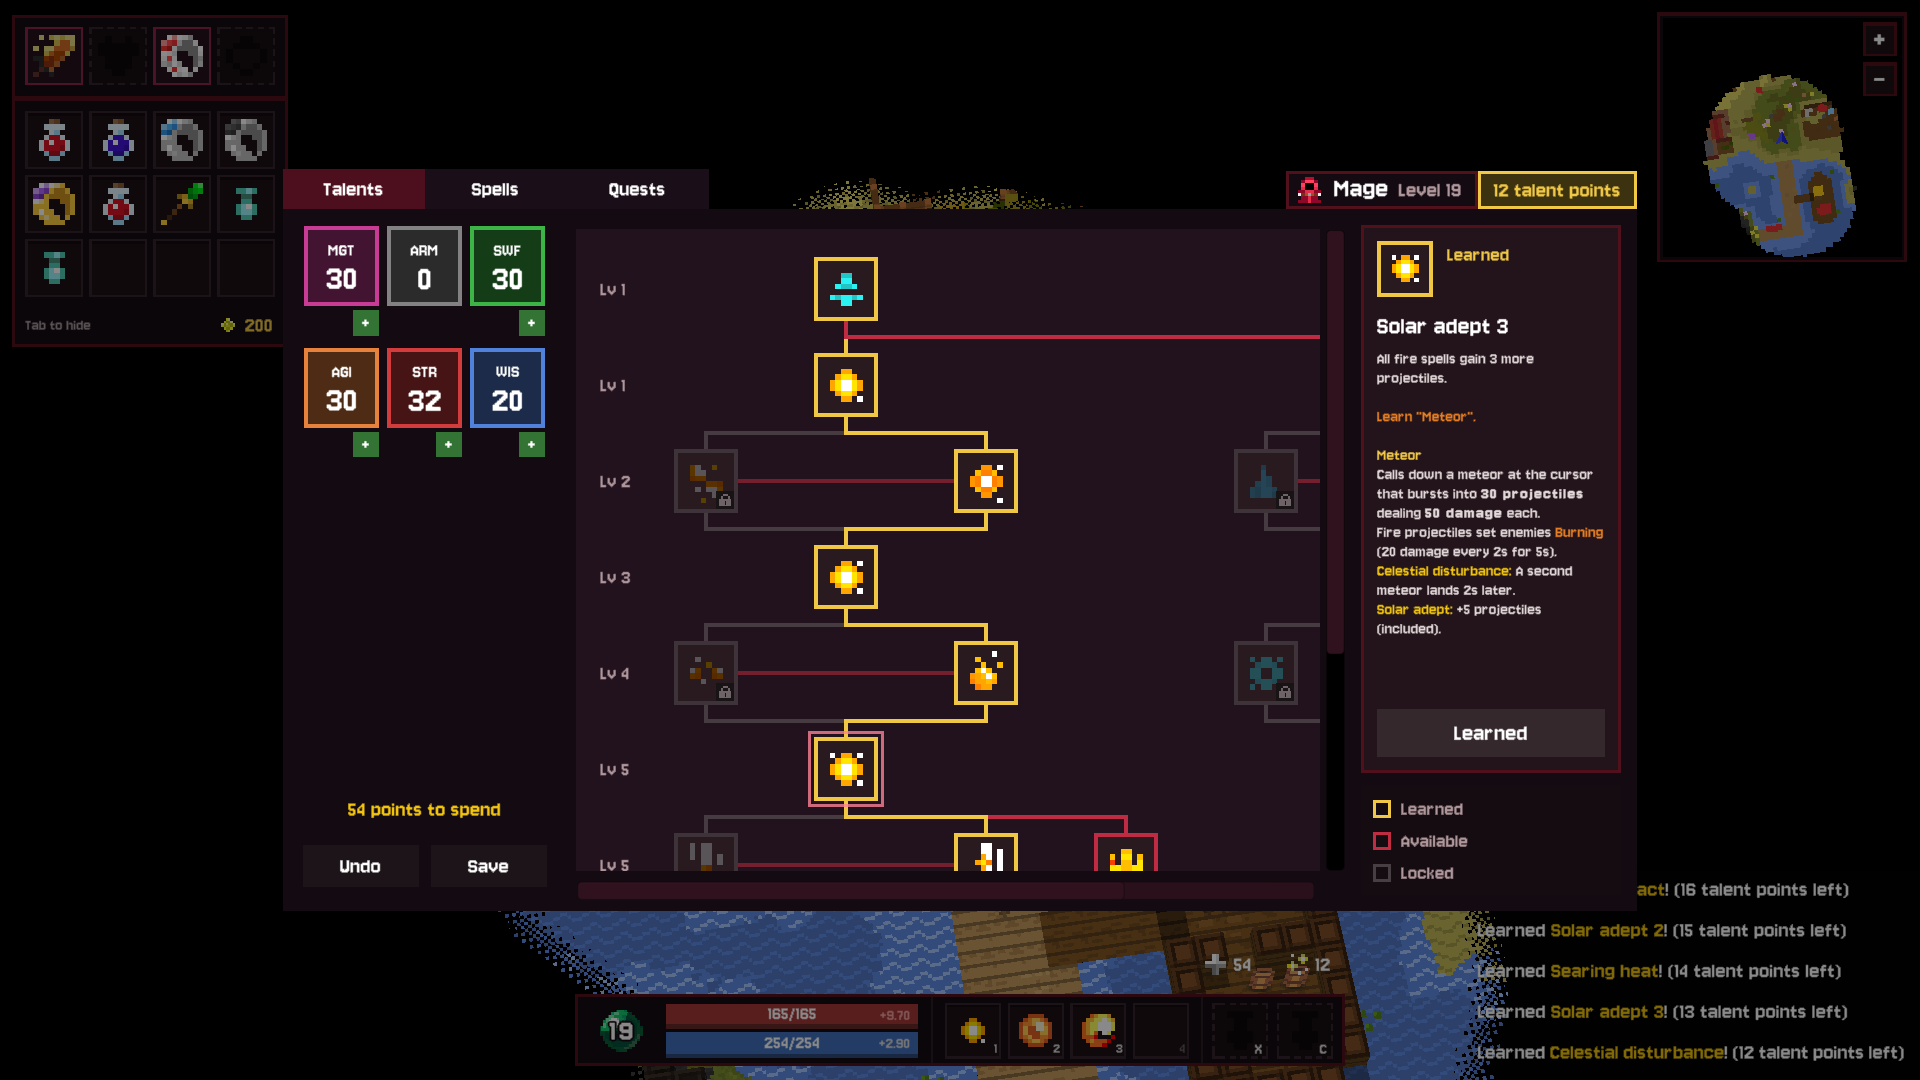 Tab to hide
200
Talents
Spells
Quests
Mage Level 19
12 talent points
MGT
30
ARM
0
SWF
30
+
+
AGI
30
STR
32
WIS
20
+
+
+
54 points to spend
Undo
Save
Lv 1
Lv 1
Lv 2
Lv 3
Lv 4
Lv 5
Lv 5
Learned
Solar adept 3
All fire spells gain 3 more
projectiles.
Learn "Meteor".
Meteor
Calls down a meteor at the cursor
that bursts into 30 projectiles
dealing 50 damage each.
Fire projectiles set enemies Burning
(20 damage every 2s for 5s).
Celestial disturbance: A second
meteor lands 2s later.
Solar adept: +5 projectiles
(included).
Learned
Learned
Available
Locked
+
−
act! (16 talent points left)
Learned Solar adept 2! (15 talent points left)
Learned Searing heat! (14 talent points left)
Learned Solar adept 3! (13 talent points left)
Learned Celestial disturbance! (12 talent points left)
54
12
19
165/165
+9.70
254/254
+2.90
1
2
3
4
X
C